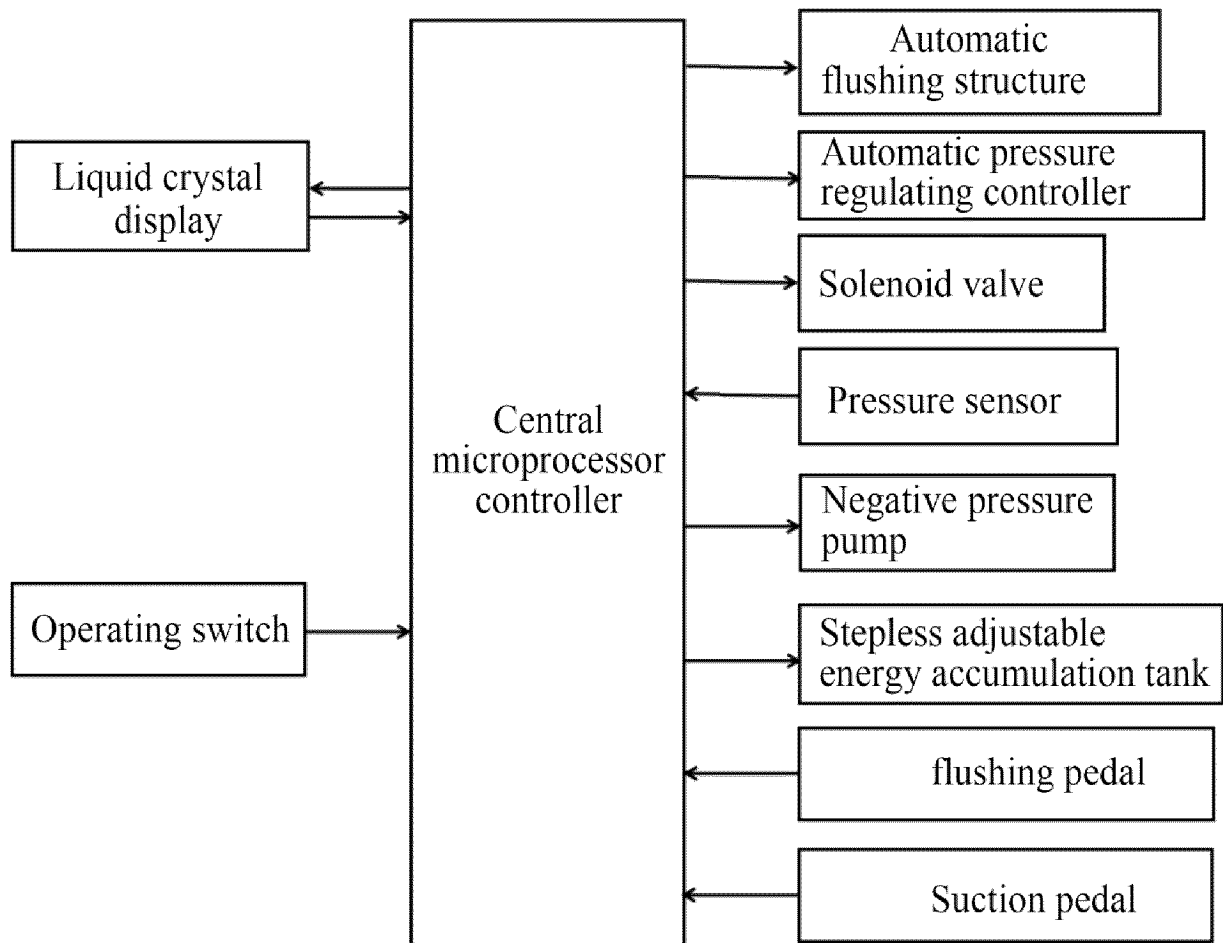 Liquid crystal
display
Operating switch
Central
microprocessor
controller
Automatic
flushing structure
Automatic pressure
regulating controller
Solenoid valve
Pressure sensor
Negative pressure
pump
Stepless adjustable
energy accumulation tank
flushing pedal
Suction pedal